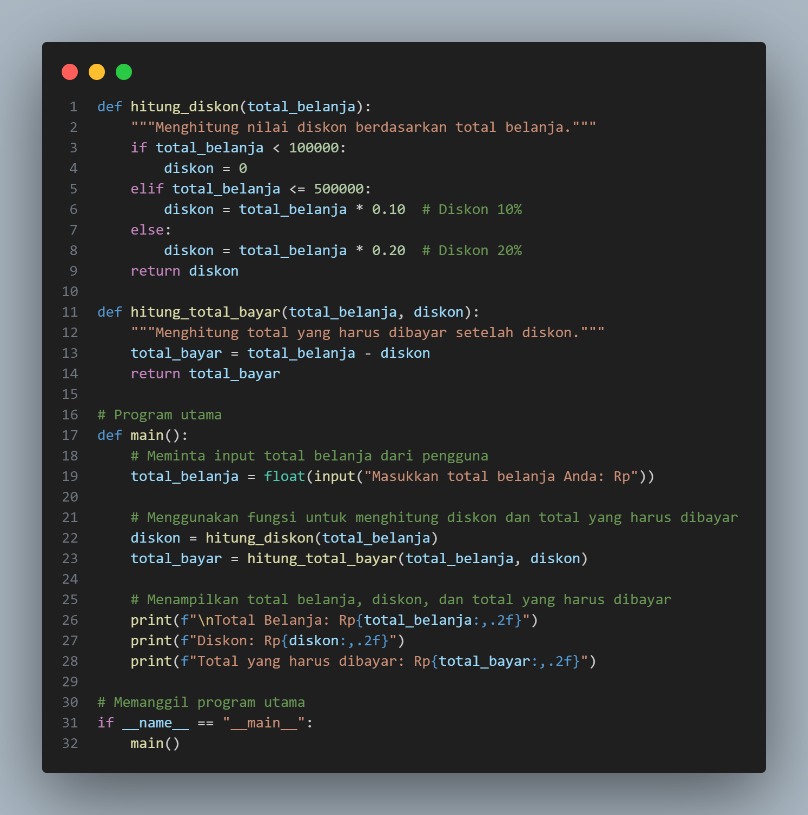 1 def hitung_diskon(total_belanja):
2     """Menghitung nilai diskon berdasarkan total belanja."""
3     if total_belanja < 100000:
4         diskon = 0
5     elif total_belanja <= 500000:
6         diskon = total_belanja * 0.10  # Diskon 10%
7     else:
8         diskon = total_belanja * 0.20  # Diskon 20%
9     return diskon
10
11 def hitung_total_bayar(total_belanja, diskon):
12     """Menghitung total yang harus dibayar setelah diskon."""
13     total_bayar = total_belanja - diskon
14     return total_bayar
15
16 # Program utama
17 def main():
18     # Meminta input total belanja dari pengguna
19     total_belanja = float(input("Masukkan total belanja Anda: Rp"))
20
21     # Menggunakan fungsi untuk menghitung diskon dan total yang harus dibayar
22     diskon = hitung_diskon(total_belanja)
23     total_bayar = hitung_total_bayar(total_belanja, diskon)
24
25     # Menampilkan total belanja, diskon, dan total yang harus dibayar
26     print(f"\nTotal Belanja: Rp{total_belanja:,.2f}")
27     print(f"Diskon: Rp{diskon:,.2f}")
28     print(f"Total yang harus dibayar: Rp{total_bayar:,.2f}")
29
30 # Memanggil program utama
31 if __name__ == "__main__":
32     main()